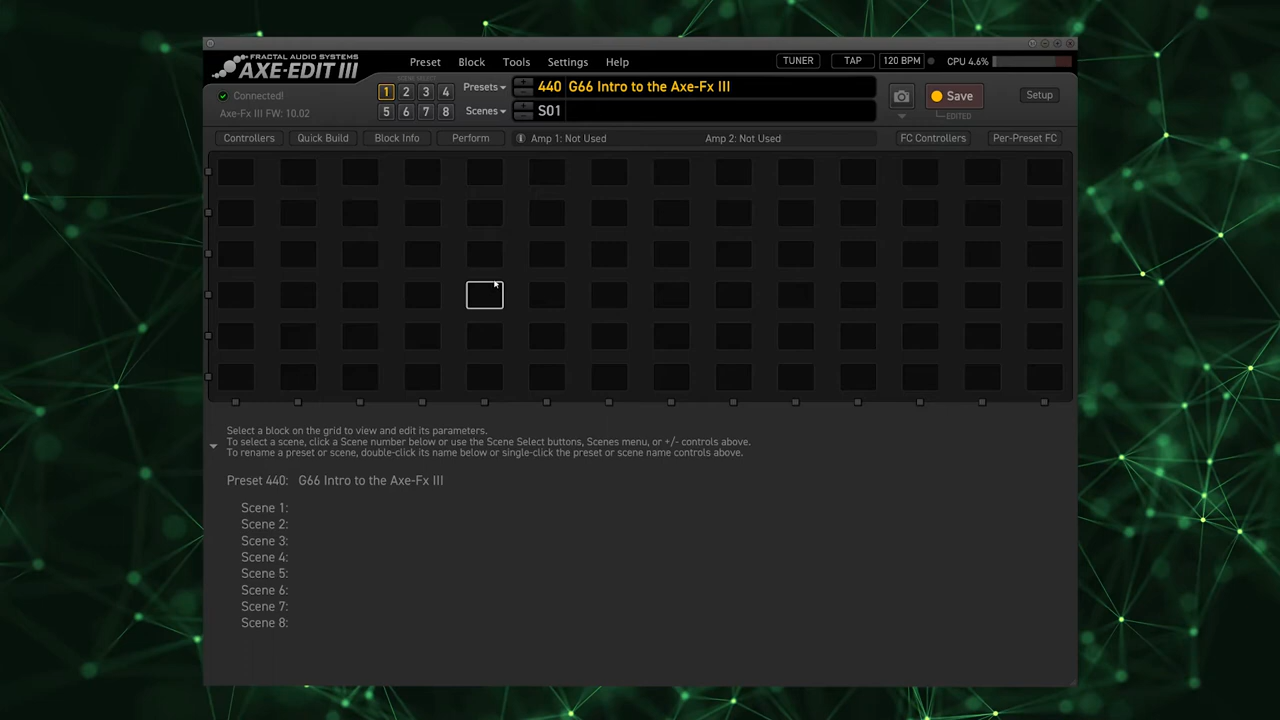 FRACTAL AUDIO SYSTEMS
AXE-EDIT III
Preset Block Tools Settings Help
TUNER TAP 120 BPM CPU 4.6%
SCENE SELECT
1 2 3 4
5 6 7 8
Presets 440 G66 Intro to the Axe-Fx III
Scenes S01
Save
EDITED
Setup
Connected!
Axe-Fx III FW: 10.02
Controllers Quick Build Block Info Perform Amp 1: Not Used Amp 2: Not Used FC Controllers Per-Preset FC
Select a block on the grid to view and edit its parameters.
To select a scene, click a Scene number below or use the Scene Select buttons, Scenes menu, or +/- controls above.
To rename a preset or scene, double-click its name below or single-click the preset or scene name controls above.
Preset 440: G66 Intro to the Axe-Fx III
Scene 1:
Scene 2:
Scene 3:
Scene 4:
Scene 5:
Scene 6:
Scene 7:
Scene 8: